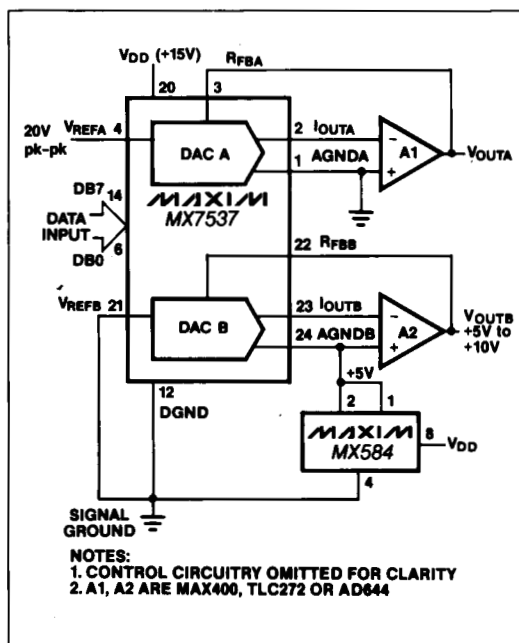 VDD (+15V)
RFBA
20
3
20V pk-pk
VREFA 4
DAC A
2 IOUTA
1 AGNDA
−
A1
+
VOUTA
DB7
14
DATA INPUT
6
DB0
MAXIM
MX7537
22 RFBB
VREFB 21
DAC B
23 IOUTB
24 AGNDB
−
A2
+
VOUTB
+5V to
+10V
12
DGND
+5V
2
1
MAXIM
MX584
8
VDD
4
SIGNAL
GROUND
NOTES:
1. CONTROL CIRCUITRY OMITTED FOR CLARITY
2. A1, A2 ARE MAX400, TLC272 OR AD644